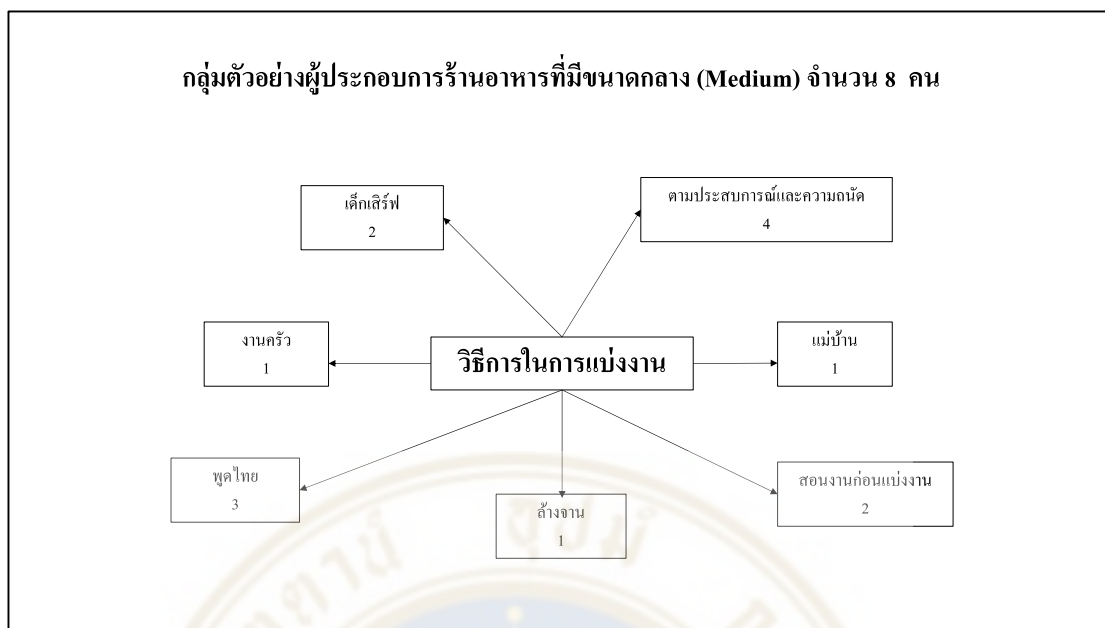 กลุ่มตัวอย่างผู้ประกอบการร้านอาหารที่มีขนาดกลาง (Medium) จำนวน 8 คน
เด็กเสิร์ฟ
2
ตามประสบการณ์และความถนัด
4
งานครัว
1
วิธีการในการแบ่งงาน
แม่บ้าน
1
พูดไทย
3
ล้างจาน
1
สอนงานก่อนแบ่งงาน
2